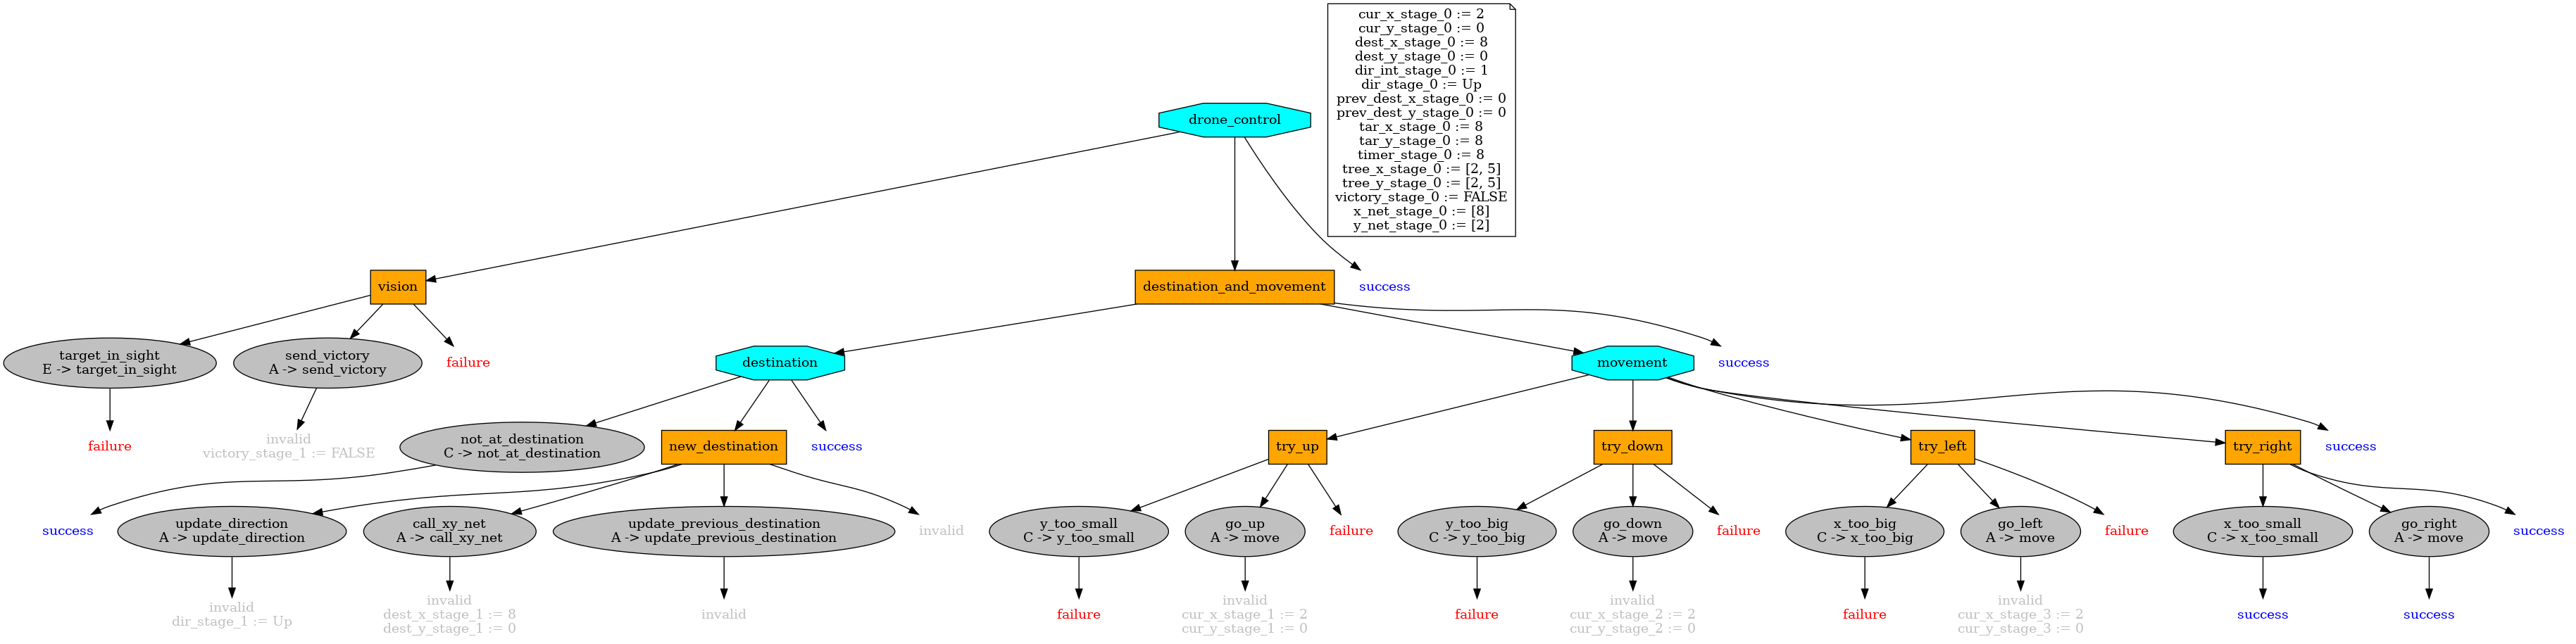 cur_x_stage_0 := 2
cur_y_stage_0 := 0
dest_x_stage_0 := 8
dest_y_stage_0 := 0
dir_int_stage_0 := 1
dir_stage_0 := Up
prev_dest_x_stage_0 := 0
prev_dest_y_stage_0 := 0
tar_x_stage_0 := 8
tar_y_stage_0 := 8
timer_stage_0 := 8
tree_x_stage_0 := [2, 5]
tree_y_stage_0 := [2, 5]
victory_stage_0 := FALSE
x_net_stage_0 := [8]
y_net_stage_0 := [2]
drone_control
vision
destination_and_movement
success
target_in_sight
E -> target_in_sight
send_victory
A -> send_victory
failure
destination
movement
success
failure
invalid
victory_stage_1 := FALSE
not_at_destination
C -> not_at_destination
new_destination
success
try_up
try_down
try_left
try_right
success
success
update_direction
A -> update_direction
call_xy_net
A -> call_xy_net
update_previous_destination
A -> update_previous_destination
invalid
y_too_small
C -> y_too_small
go_up
A -> move
failure
y_too_big
C -> y_too_big
go_down
A -> move
failure
x_too_big
C -> x_too_big
go_left
A -> move
failure
x_too_small
C -> x_too_small
go_right
A -> move
success
invalid
dir_stage_1 := Up
invalid
dest_x_stage_1 := 8
dest_y_stage_1 := 0
invalid
failure
invalid
cur_x_stage_1 := 2
cur_y_stage_1 := 0
failure
invalid
cur_x_stage_2 := 2
cur_y_stage_2 := 0
failure
invalid
cur_x_stage_3 := 2
cur_y_stage_3 := 0
success
success